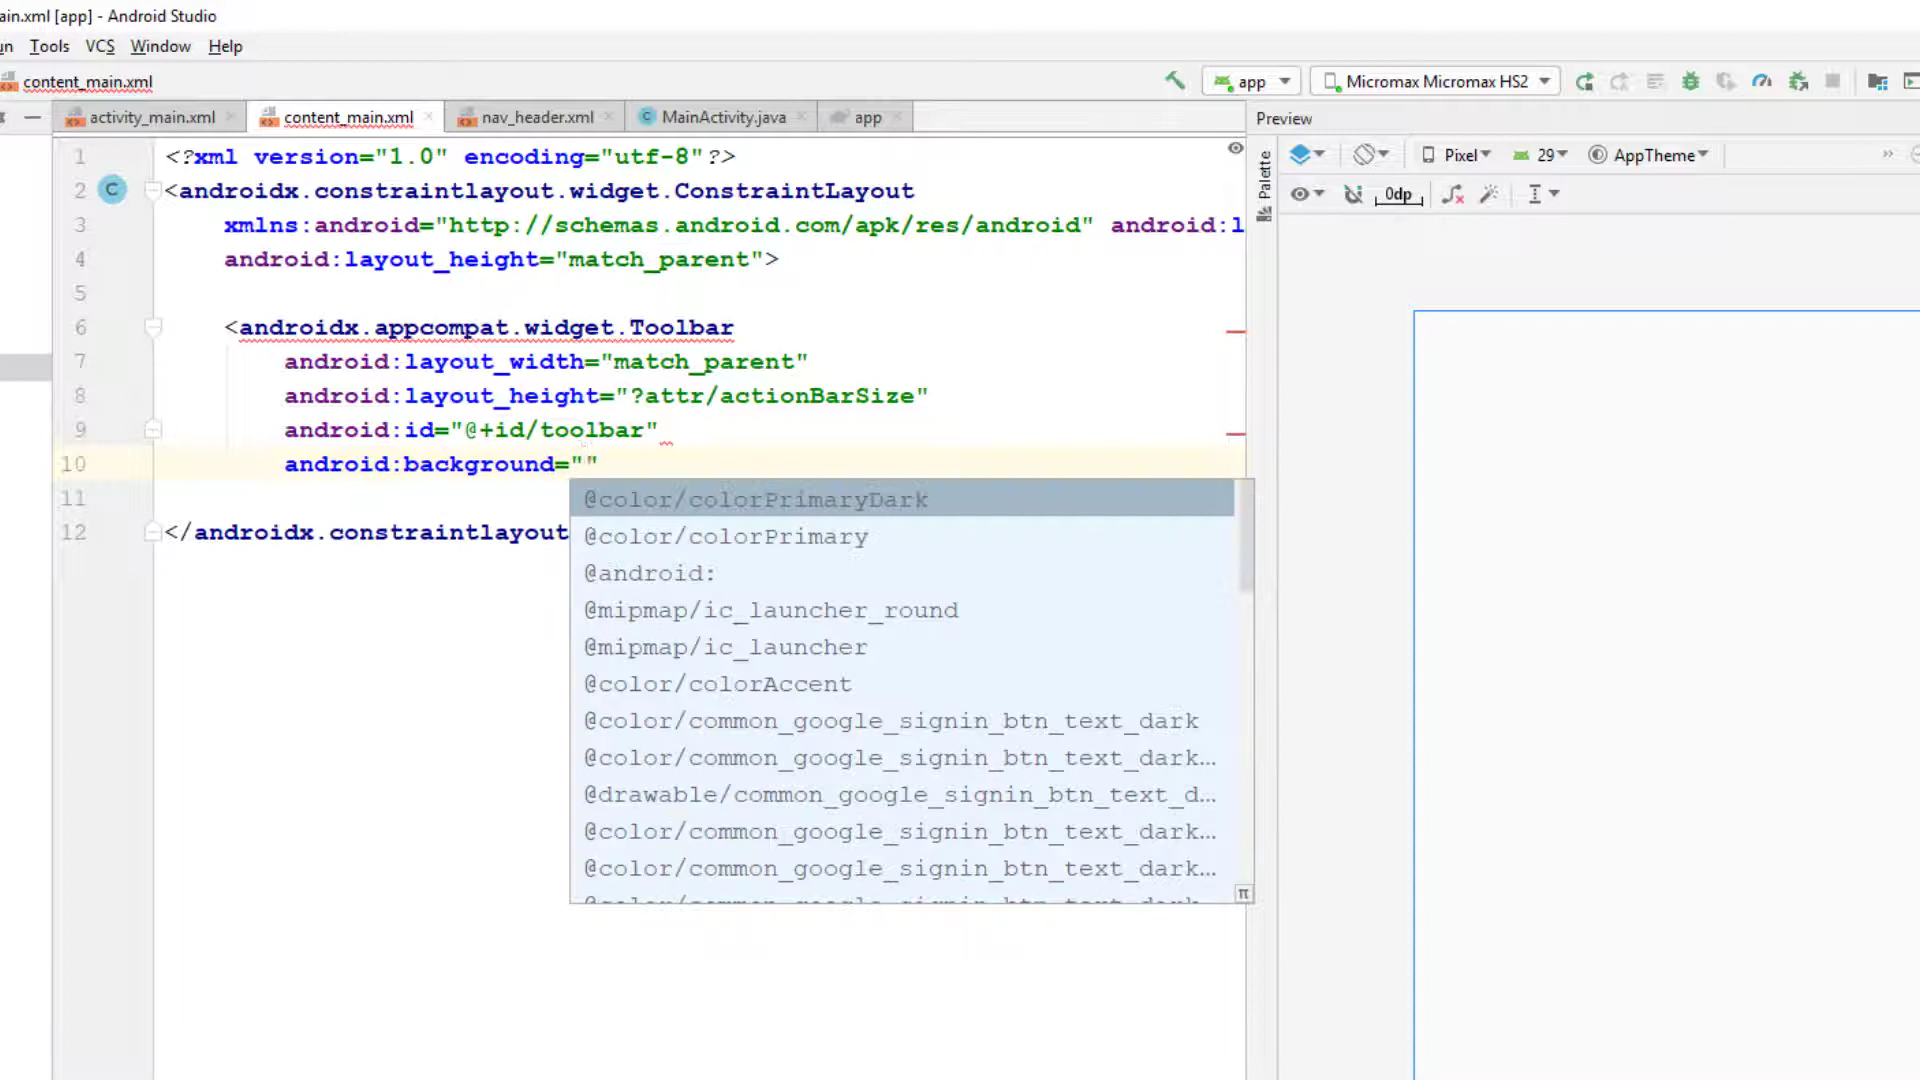 ain.xml [app] - Android Studio
un Tools VCS Window Help
content_main.xml
app
Micromax Micromax HS2
activity_main.xml
content_main.xml
nav_header.xml
MainActivity.java
app
Preview
1 <?xml version="1.0" encoding="utf-8"?>
2 <androidx.constraintlayout.widget.ConstraintLayout
3 xmlns:android="http://schemas.android.com/apk/res/android" android:l
4 android:layout_height="match_parent">
5
6 <androidx.appcompat.widget.Toolbar
7 android:layout_width="match_parent"
8 android:layout_height="?attr/actionBarSize"
9 android:id="@+id/toolbar"
10 android:background=""
11
12 </androidx.constraintlayout
@color/colorPrimaryDark
@color/colorPrimary
@android:
@mipmap/ic_launcher_round
@mipmap/ic_launcher
@color/colorAccent
@color/common_google_signin_btn_text_dark
@color/common_google_signin_btn_text_dark...
@drawable/common_google_signin_btn_text_d...
@color/common_google_signin_btn_text_dark...
@color/common_google_signin_btn_text_dark...
π
Palette
Pixel
29
AppTheme
0dp